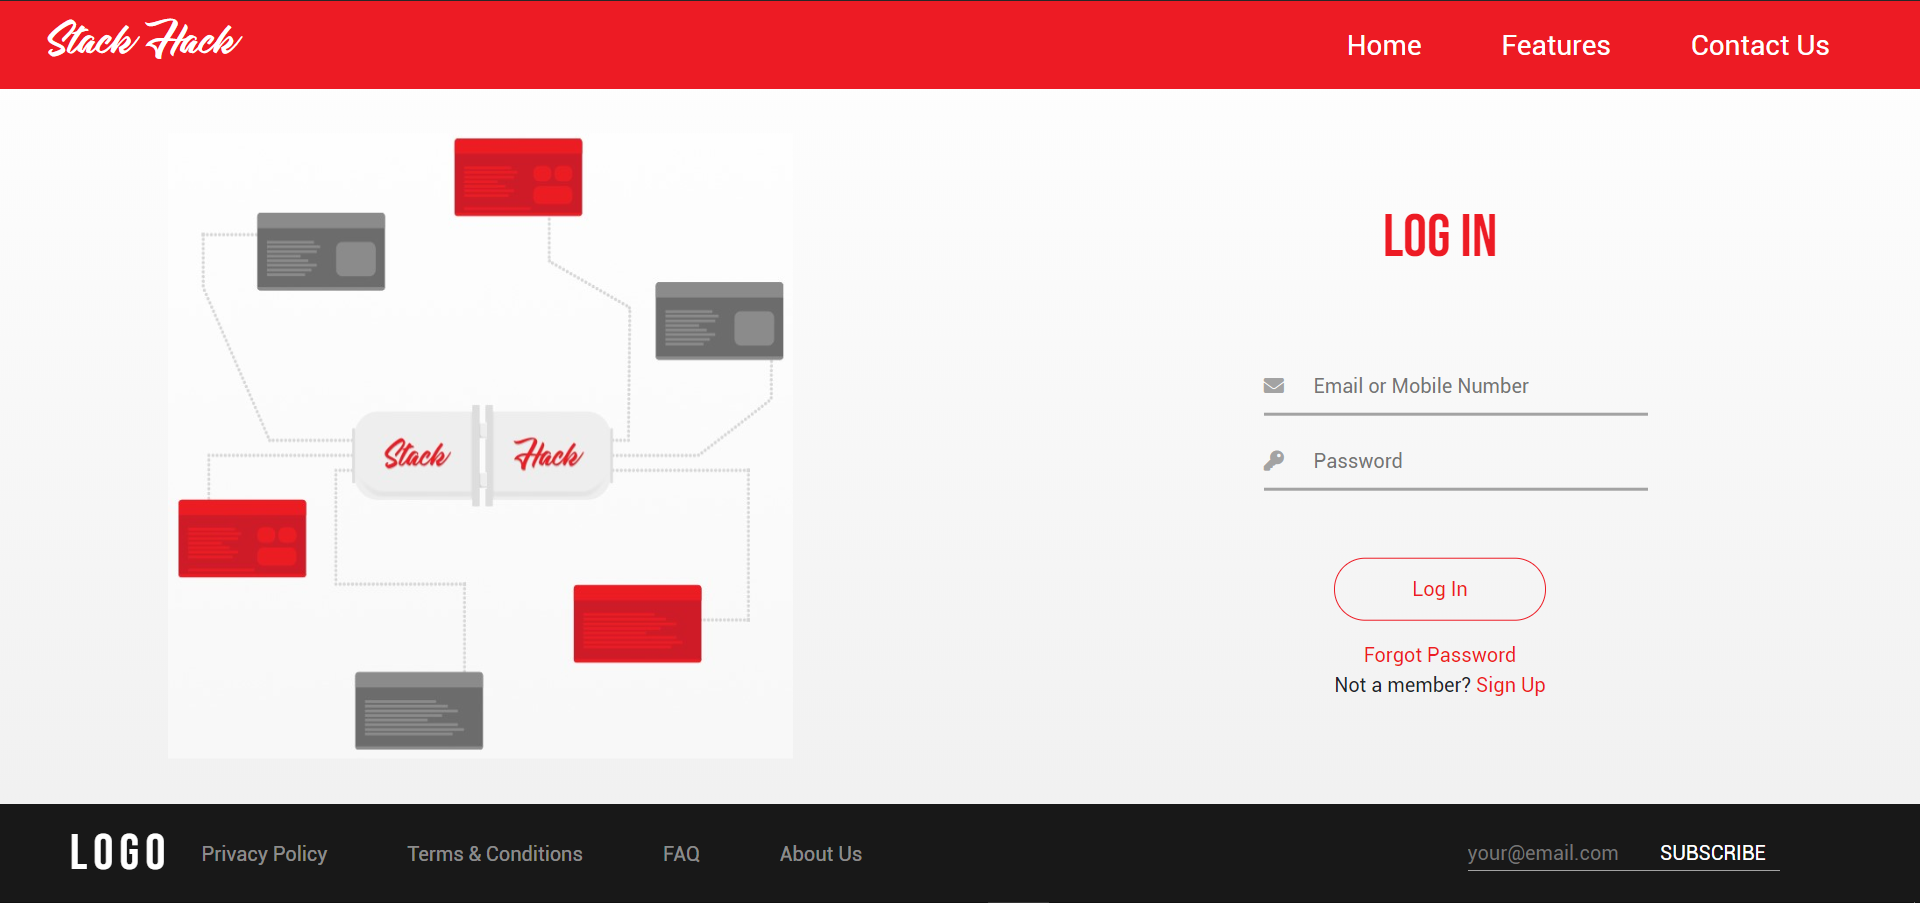 Stack Hack
Home Features Contact Us
LOG IN
Email or Mobile Number
Stack Hack
Password
Log In
Forgot Password
Not a member? Sign Up
LOGO Privacy Policy Terms & Conditions FAQ About Us your@email.com SUBSCRIBE